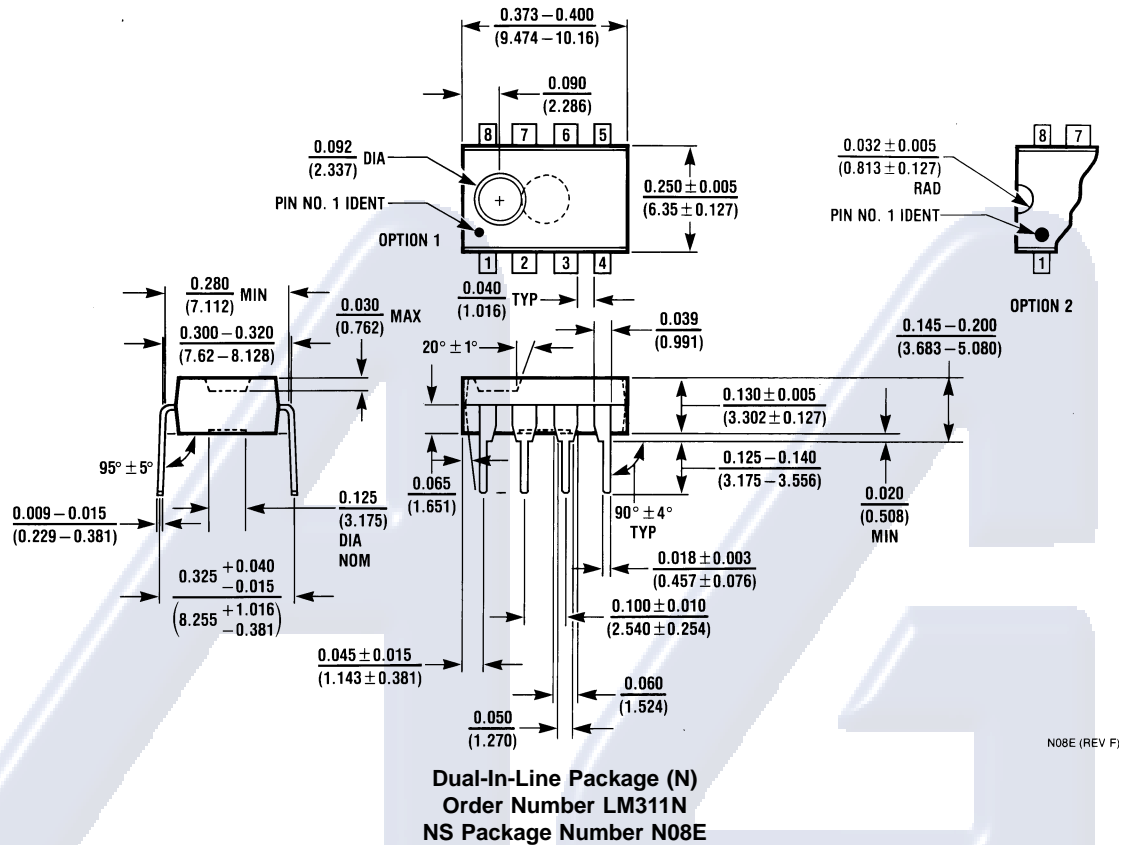 0.373 – 0.400
(9.474 – 10.16)
0.090
(2.286)
8 7 6 5
0.092 DIA
(2.337)
PIN NO. 1 IDENT
OPTION 1
0.250 ± 0.005
(6.35 ± 0.127)
1 2 3 4
8 7
0.032 ± 0.005
(0.813 ± 0.127)
RAD
PIN NO. 1 IDENT
1
OPTION 2
0.280 MIN
(7.112)
0.300 – 0.320
(7.62 – 8.128)
0.030 MAX
(0.762)
0.040 TYP
(1.016)
20° ± 1°
0.039
(0.991)
0.145 – 0.200
(3.683 – 5.080)
0.130 ± 0.005
(3.302 ± 0.127)
0.125 – 0.140
(3.175 – 3.556)
0.020
(0.508)
MIN
95° ± 5°
0.009 – 0.015
(0.229 – 0.381)
0.125
(3.175)
DIA
NOM
0.065
(1.651)
90° ± 4°
TYP
0.325 +0.040
–0.015
(8.255 +1.016
–0.381)
0.018 ± 0.003
(0.457 ± 0.076)
0.100 ± 0.010
(2.540 ± 0.254)
0.045 ± 0.015
(1.143 ± 0.381)
0.060
(1.524)
0.050
(1.270)
N08E (REV F)
Dual-In-Line Package (N)
Order Number LM311N
NS Package Number N08E